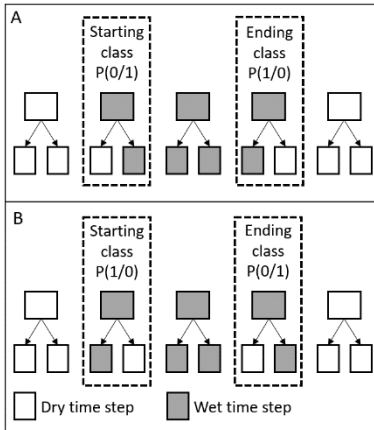 A
Starting
class
P(0/1)
Ending
class
P(1/0)
B
Starting
class
P(1/0)
Ending
class
P(0/1)
Dry time step
Wet time step